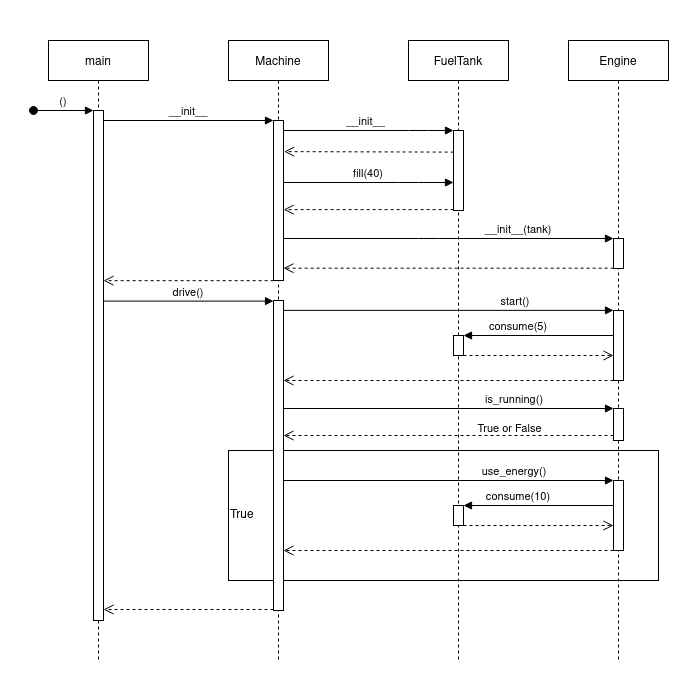 main
Machine
FuelTank
Engine
()
__init__
__init__
fill(40)
__init__(tank)
drive()
start()
consume(5)
is_running()
True or False
use_energy()
consume(10)
True